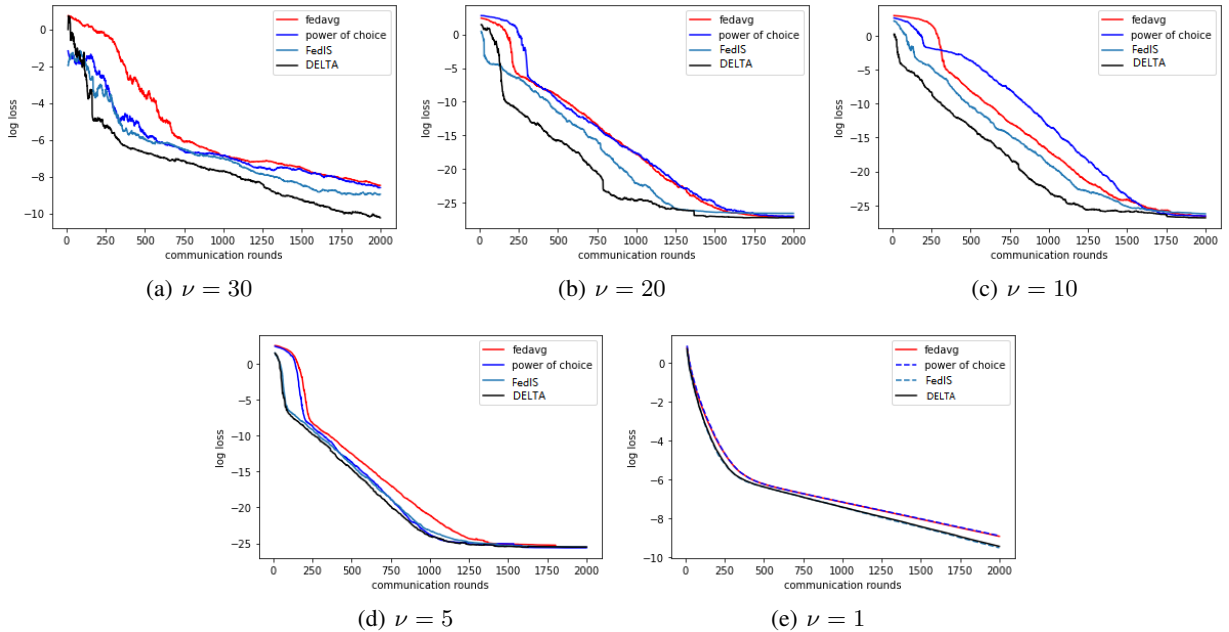 fedavg
power of choice
FedIS
DELTA
log loss
0
−2
−4
−6
−8
−10
0 250 500 750 1000 1250 1500 1750 2000
communication rounds
(a) ν = 30
fedavg
power of choice
FedIS
DELTA
log loss
0
−5
−10
−15
−20
−25
0 250 500 750 1000 1250 1500 1750 2000
communication rounds
(b) ν = 20
fedavg
power of choice
FedIS
DELTA
log loss
0
−5
−10
−15
−20
−25
0 250 500 750 1000 1250 1500 1750 2000
communication rounds
(c) ν = 10
fedavg
power of choice
FedIS
DELTA
log loss
0
−5
−10
−15
−20
−25
0 250 500 750 1000 1250 1500 1750 2000
communication rounds
(d) ν = 5
fedavg
power of choice
FedIS
DELTA
log loss
0
−2
−4
−6
−8
−10
0 250 500 750 1000 1250 1500 1750 2000
communication rounds
(e) ν = 1